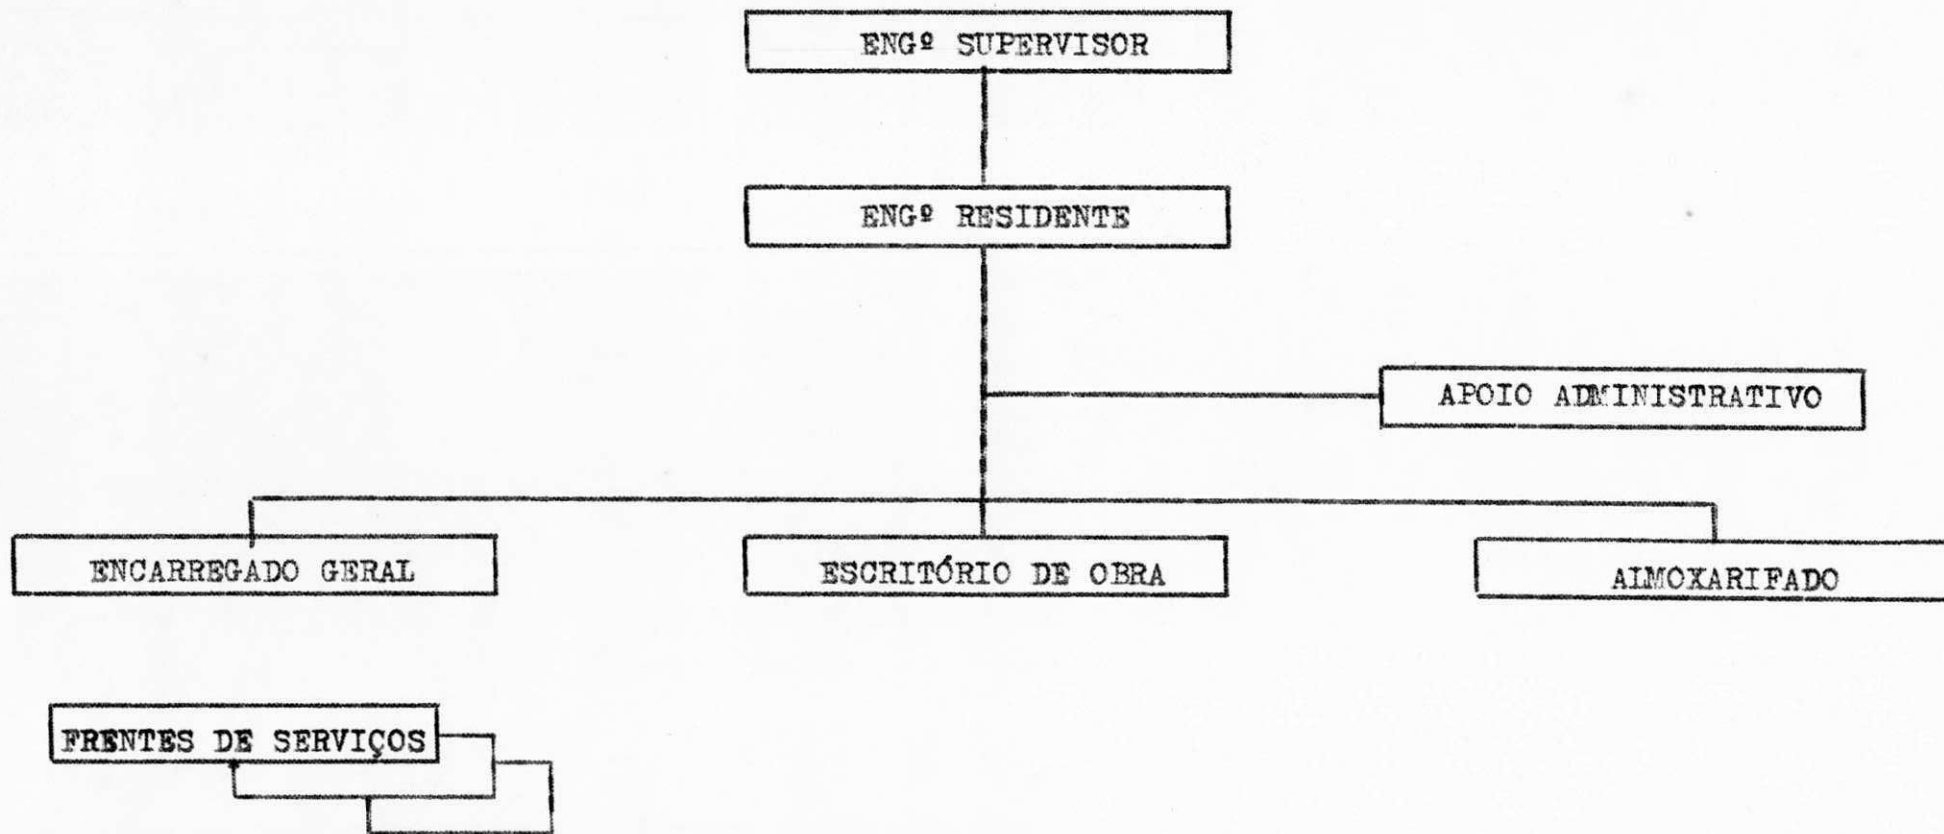 ENGº SUPERVISOR
ENGº RESIDENTE
APOIO ADMINISTRATIVO
ENCARREGADO GERAL
ESCRITÓRIO DE OBRA
ALMOXARIFADO
FRENTES DE SERVIÇOS